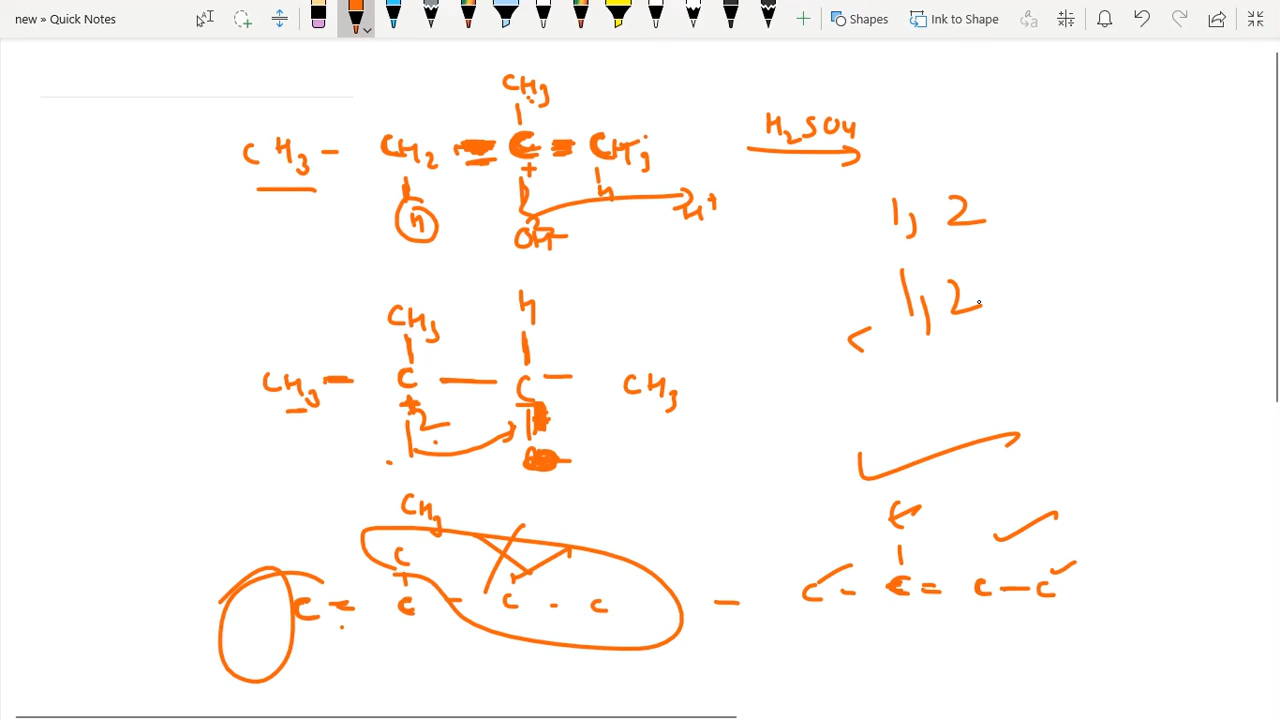 new » Quick Notes
Shapes
Ink to Shape
CH3
CH3 - CH2 = C = CH3
H2SO4
+
H
H
H+
OH
1, 2
1, 2
CH3
H
CH3 - C — C — CH3
+
CH3
C
C = C - C - C
C - C = C - C